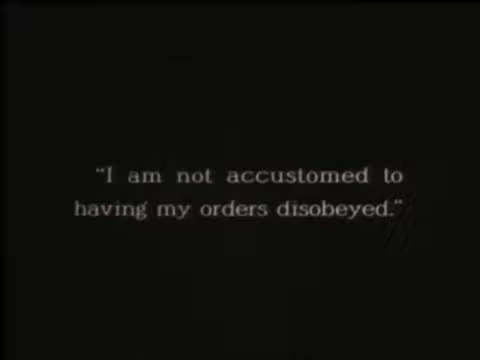 “I am not accustomed to
having my orders disobeyed.”